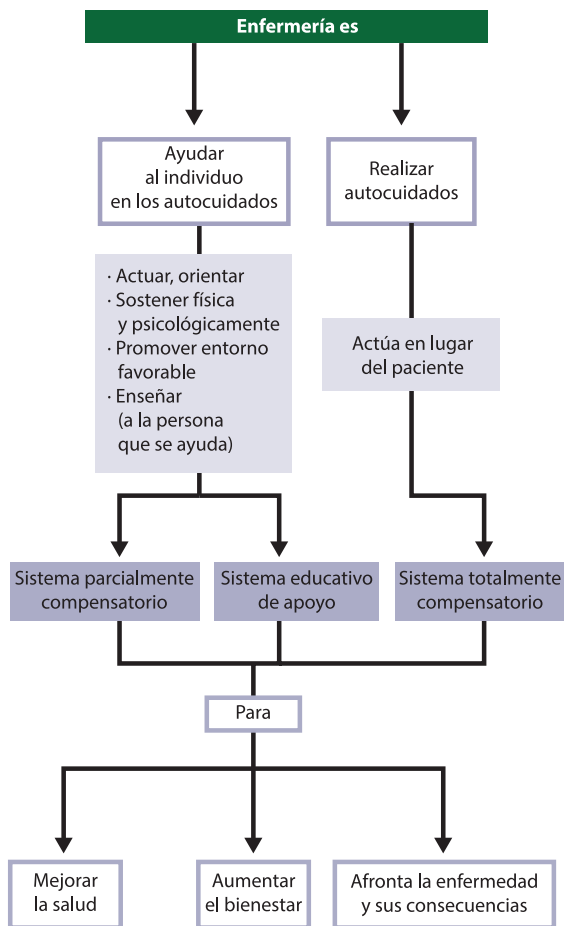 Enfermería es
Ayudar
al individuo
en los autocuidados
Realizar
autocuidados
· Actuar, orientar
· Sostener física
y psicológicamente
· Promover entorno
favorable
· Enseñar
(a la persona
que se ayuda)
Actúa en lugar
del paciente
Sistema parcialmente
compensatorio
Sistema educativo
de apoyo
Sistema totalmente
compensatorio
Para
Mejorar
la salud
Aumentar
el bienestar
Afronta la enfermedad
y sus consecuencias